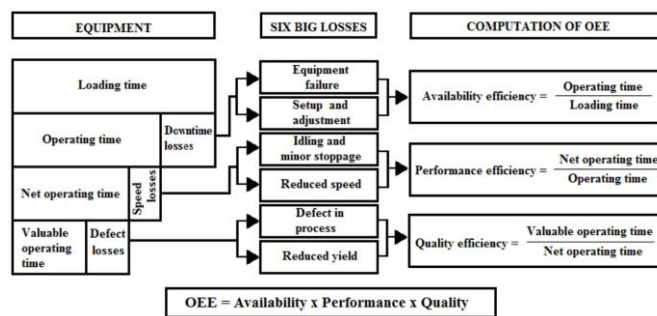 EQUIPMENT
SIX BIG LOSSES
COMPUTATION OF OEE
Loading time
Operating time
Downtime
losses
Net operating time
Speed
losses
Valuable
operating
time
Defect
losses
Equipment
failure
Setup and
adjustment
Idling and
minor stoppage
Reduced speed
Defect in
process
Reduced yield
Availability efficiency = Operating time
Loading time
Performance efficiency = Net operating time
Operating time
Quality efficiency = Valuable operating time
Net operating time
OEE = Availability x Performance x Quality